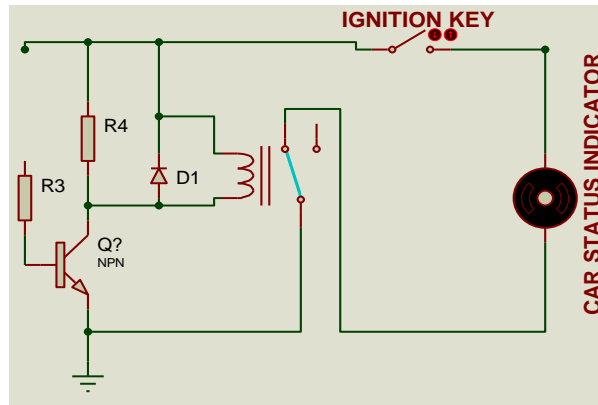 IGNITION KEY
R4
R3
D1
Q?
NPN
CAR STATUS INDICATOR